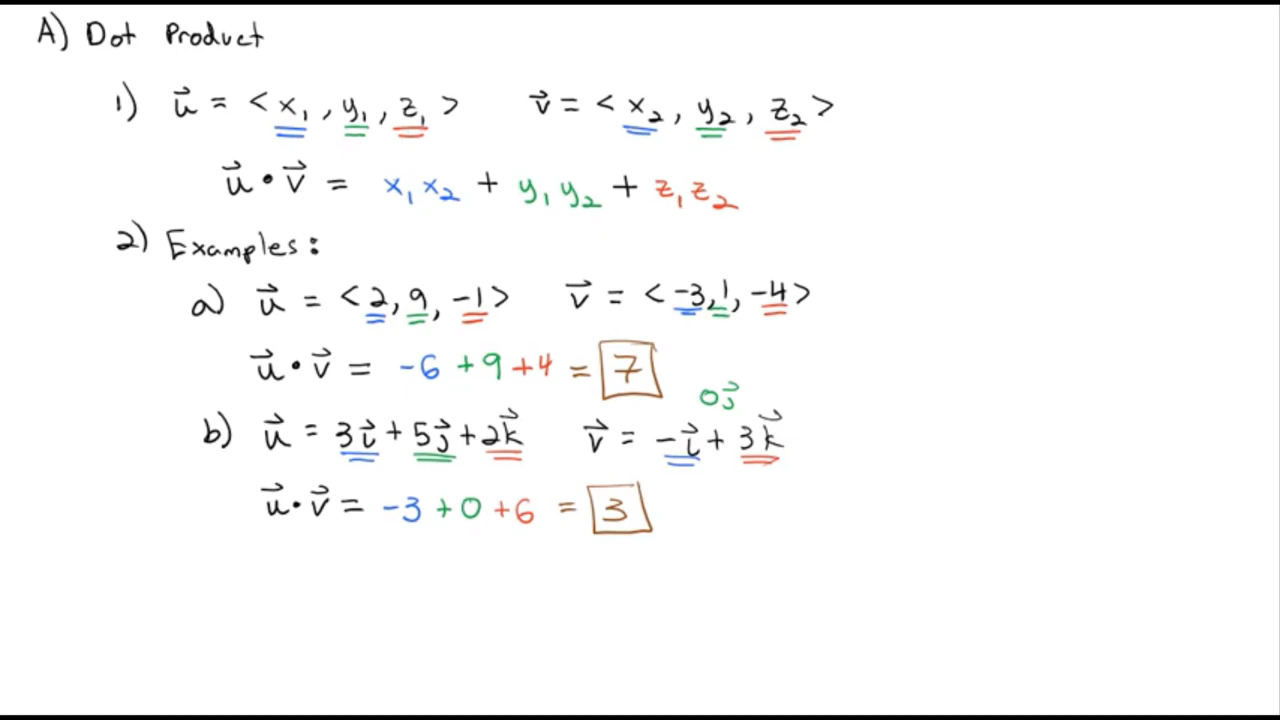 A) Dot Product
1) u⃗ = < x₁ , y₁ , z₁ > v⃗ = < x₂ , y₂ , z₂ >
u⃗ • v⃗ = x₁x₂ + y₁y₂ + z₁z₂
2) Examples:
a) u⃗ = <2, 9, -1> v⃗ = <-3, 1, -4>
u⃗ • v⃗ = -6 +9 +4 = 7
0j⃗
b) u⃗ = 3i⃗ + 5j⃗ + 2k⃗ v⃗ = -i⃗ + 3k⃗
u⃗ • v⃗ = -3 +0 +6 = 3